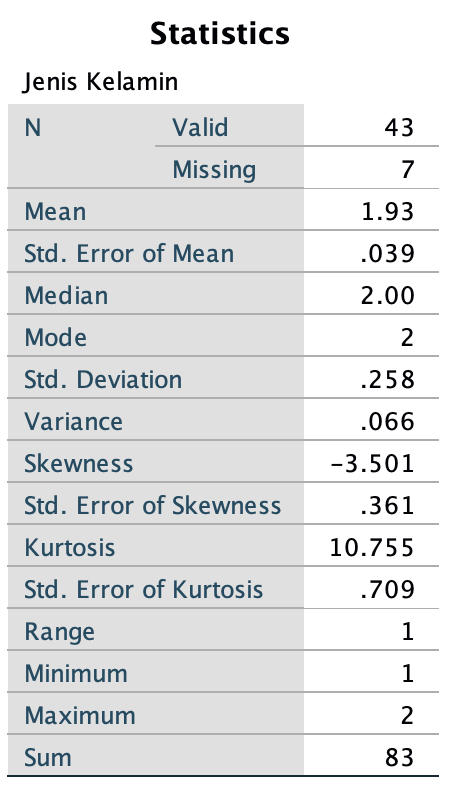 Statistics
Jenis Kelamin
N Valid 43
Missing 7
Mean 1.93
Std. Error of Mean .039
Median 2.00
Mode 2
Std. Deviation .258
Variance .066
Skewness -3.501
Std. Error of Skewness .361
Kurtosis 10.755
Std. Error of Kurtosis .709
Range 1
Minimum 1
Maximum 2
Sum 83